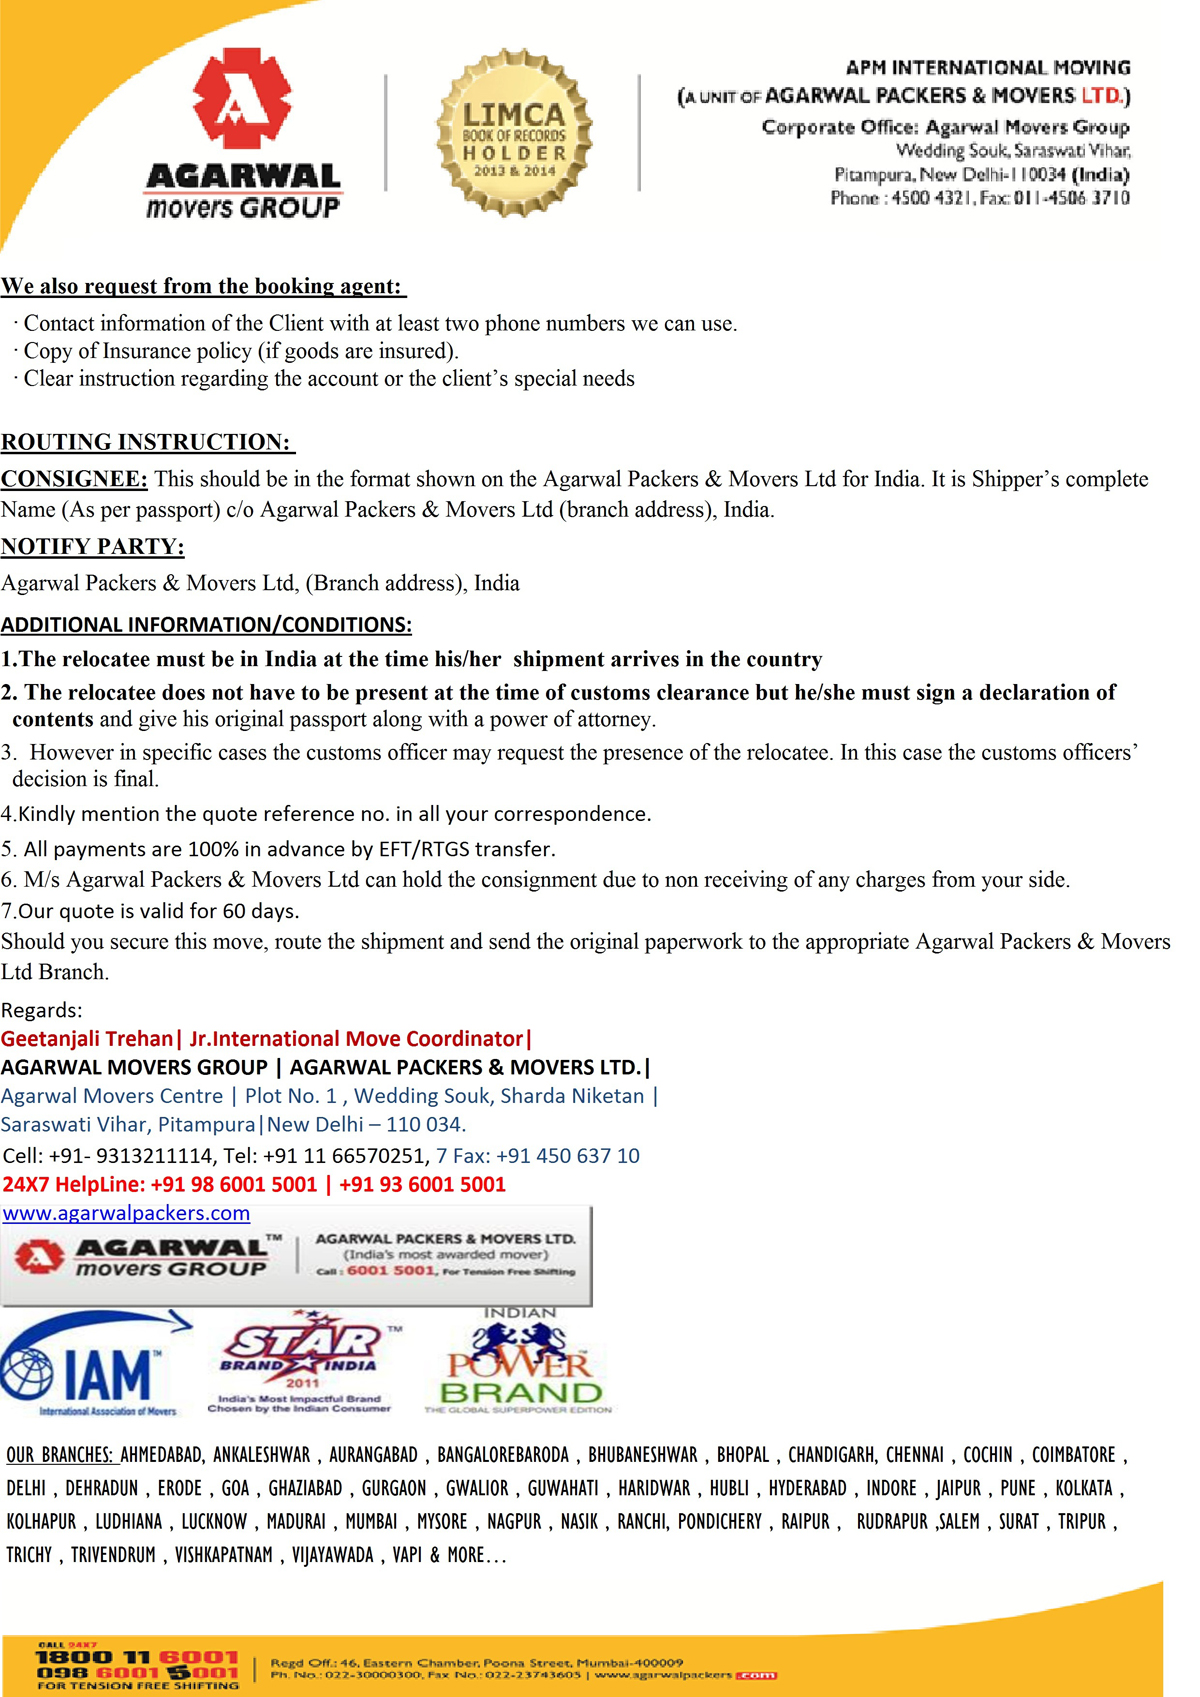 AGARWAL
movers GROUP
LIMCA
BOOK OF RECORDS
HOLDER
2013 & 2014
APM INTERNATIONAL MOVING
(A UNIT OF AGARWAL PACKERS & MOVERS LTD.)
Corporate Office: Agarwal Movers Group
Wedding Souk, Saraswati Vihar,
Pitampura, New Delhi-110034 (India)
Phone : 4500 4321, Fax: 011-4506 3710
We also request from the booking agent:
· Contact information of the Client with at least two phone numbers we can use.
· Copy of Insurance policy (if goods are insured).
· Clear instruction regarding the account or the client’s special needs
ROUTING INSTRUCTION:
CONSIGNEE: This should be in the format shown on the Agarwal Packers & Movers Ltd for India. It is Shipper’s complete
Name (As per passport) c/o Agarwal Packers & Movers Ltd (branch address), India.
NOTIFY PARTY:
Agarwal Packers & Movers Ltd, (Branch address), India
ADDITIONAL INFORMATION/CONDITIONS:
1.The relocatee must be in India at the time his/her shipment arrives in the country
2. The relocatee does not have to be present at the time of customs clearance but he/she must sign a declaration of
contents and give his original passport along with a power of attorney.
3. However in specific cases the customs officer may request the presence of the relocatee. In this case the customs officers’
decision is final.
4.Kindly mention the quote reference no. in all your correspondence.
5. All payments are 100% in advance by EFT/RTGS transfer.
6. M/s Agarwal Packers & Movers Ltd can hold the consignment due to non receiving of any charges from your side.
7.Our quote is valid for 60 days.
Should you secure this move, route the shipment and send the original paperwork to the appropriate Agarwal Packers & Movers
Ltd Branch.
Regards:
Geetanjali Trehan| Jr.International Move Coordinator|
AGARWAL MOVERS GROUP | AGARWAL PACKERS & MOVERS LTD.|
Agarwal Movers Centre | Plot No. 1 , Wedding Souk, Sharda Niketan |
Saraswati Vihar, Pitampura|New Delhi – 110 034.
Cell: +91- 9313211114, Tel: +91 11 66570251, 7 Fax: +91 450 637 10
24X7 HelpLine: +91 98 6001 5001 | +91 93 6001 5001
www.agarwalpackers.com
AGARWAL™
movers GROUP
AGARWAL PACKERS & MOVERS LTD.
(India's most awarded mover)
Call : 6001 5001, For Tension Free Shifting
IAM™
International Association of Movers
STAR™
BRAND INDIA
2011
India's Most Impactful Brand
Chosen by the Indian Consumer
INDIAN
POWER
BRAND
THE GLOBAL SUPERPOWER EDITION
OUR BRANCHES: AHMEDABAD, ANKALESHWAR , AURANGABAD , BANGALOREBARODA , BHUBANESHWAR , BHOPAL , CHANDIGARH, CHENNAI , COCHIN , COIMBATORE ,
DELHI , DEHRADUN , ERODE , GOA , GHAZIABAD , GURGAON , GWALIOR , GUWAHATI , HARIDWAR , HUBLI , HYDERABAD , INDORE , JAIPUR , PUNE , KOLKATA ,
KOLHAPUR , LUDHIANA , LUCKNOW , MADURAI , MUMBAI , MYSORE , NAGPUR , NASIK , RANCHI, PONDICHERY , RAIPUR , RUDRAPUR ,SALEM , SURAT , TRIPUR ,
TRICHY , TRIVENDRUM , VISHKAPATNAM , VIJAYAWADA , VAPI & MORE...
CALL 24X7
1800 11 6001
098 6001 5001
FOR TENSION FREE SHIFTING
Regd Off.: 46, Eastern Chamber, Poona Street, Mumbai-400009
Ph. No.: 022-30000300, Fax No.: 022-23743605 | www.agarwalpackers.com